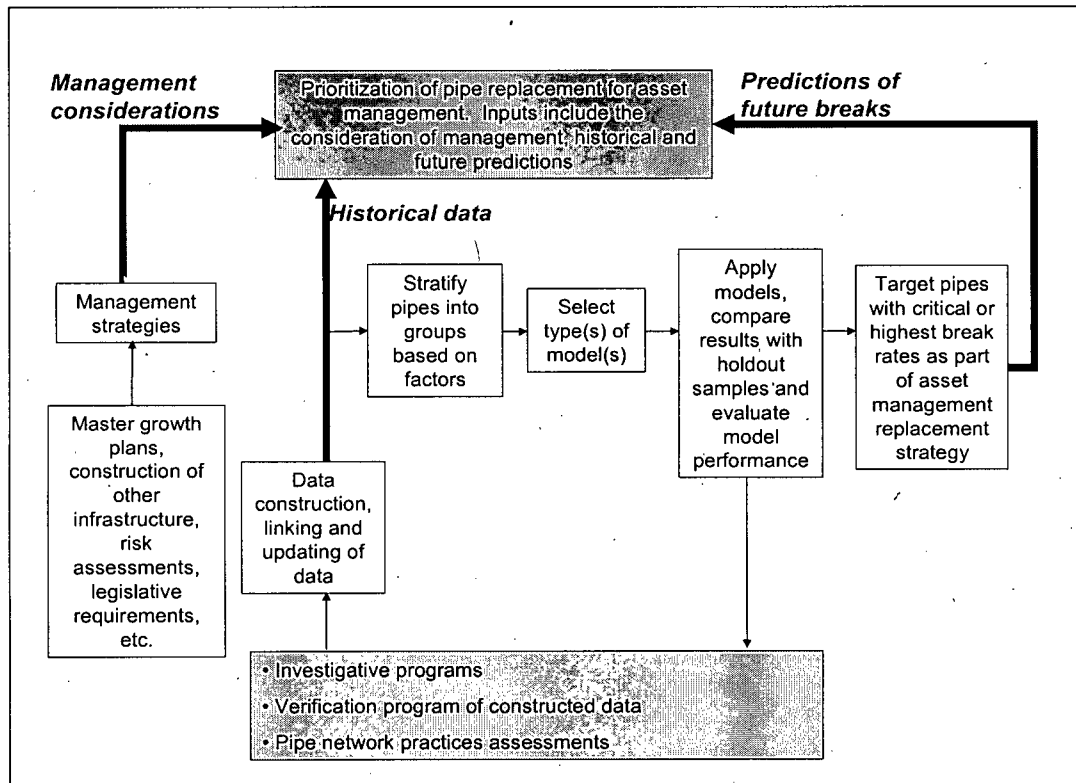 Management
considerations
Prioritization of pipe replacement for asset
management. Inputs include the
consideration of management, historical and
future predictions
Predictions of
future breaks
Historical data
Management
strategies
Stratify
pipes into
groups
based on
factors
Select
type(s) of
model(s)
Apply
models,
compare
results with
holdout
samples and
evaluate
model
performance
Target pipes
with critical or
highest break
rates as part
of asset
management
replacement
strategy
Master growth
plans,
construction of
other
infrastructure,
risk
assessments,
legislative
requirements,
etc.
Data
construction,
linking and
updating of
data
• Investigative programs
• Verification program of constructed data
• Pipe network practices assessments